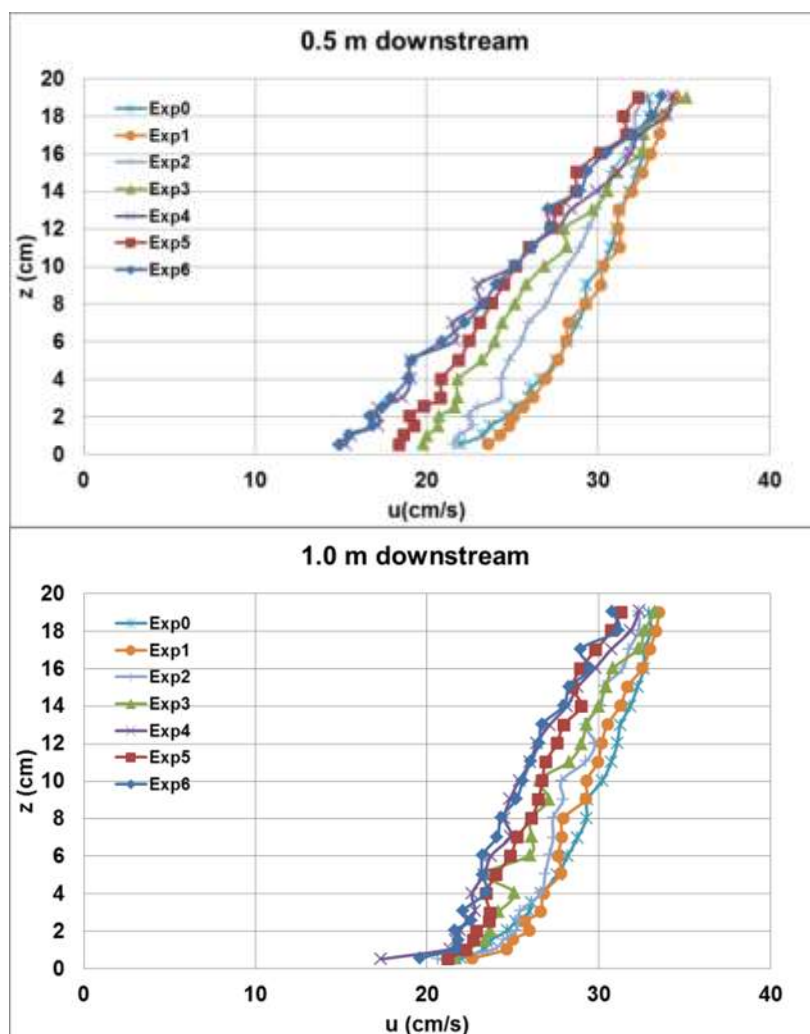 0.5 m downstream
20
18
16
14
12
10
8
6
4
2
0
z (cm)
Exp0
Exp1
Exp2
Exp3
Exp4
Exp5
Exp6
0 10 20 30 40
u(cm/s)
1.0 m downstream
20
18
16
14
12
10
8
6
4
2
0
z (cm)
Exp0
Exp1
Exp2
Exp3
Exp4
Exp5
Exp6
0 10 20 30 40
u (cm/s)